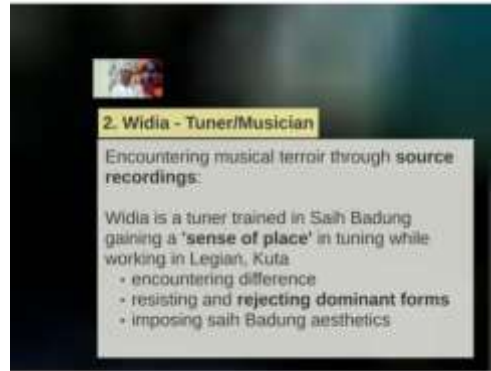 2. Widia - Tuner/Musician
Encountering musical terroir through source
recordings:
Widia is a tuner trained in Saih Badung
gaining a 'sense of place' in tuning while
working in Legian, Kuta
• encountering difference
• resisting and rejecting dominant forms
• imposing saih Badung aesthetics